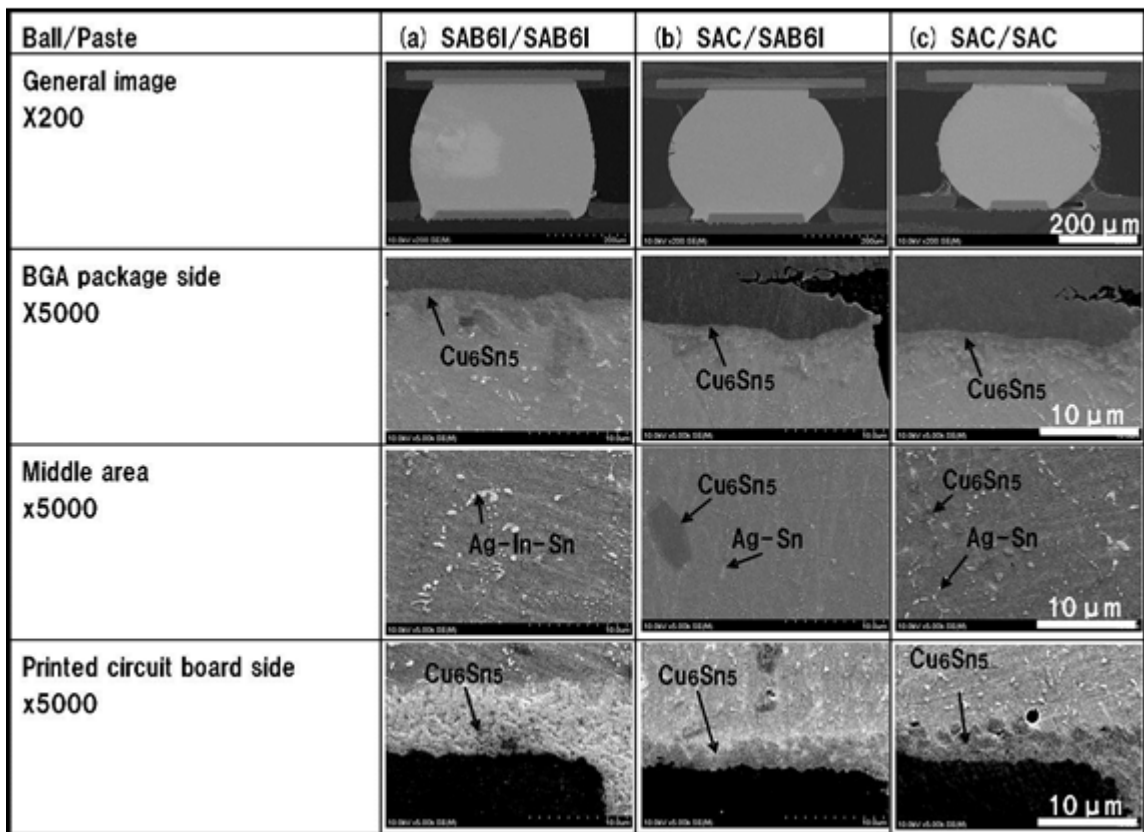 Ball/Paste (a) SAB6I/SAB6I (b) SAC/SAB6I (c) SAC/SAC
General image
X200
200 µm
BGA package side
X5000
Cu6Sn5
Cu6Sn5
Cu6Sn5
10 µm
Middle area
x5000
Ag-In-Sn
Cu6Sn5
Ag-Sn
Cu6Sn5
Ag-Sn
10 µm
Printed circuit board side
x5000
Cu6Sn5
Cu6Sn5
Cu6Sn5
10 µm